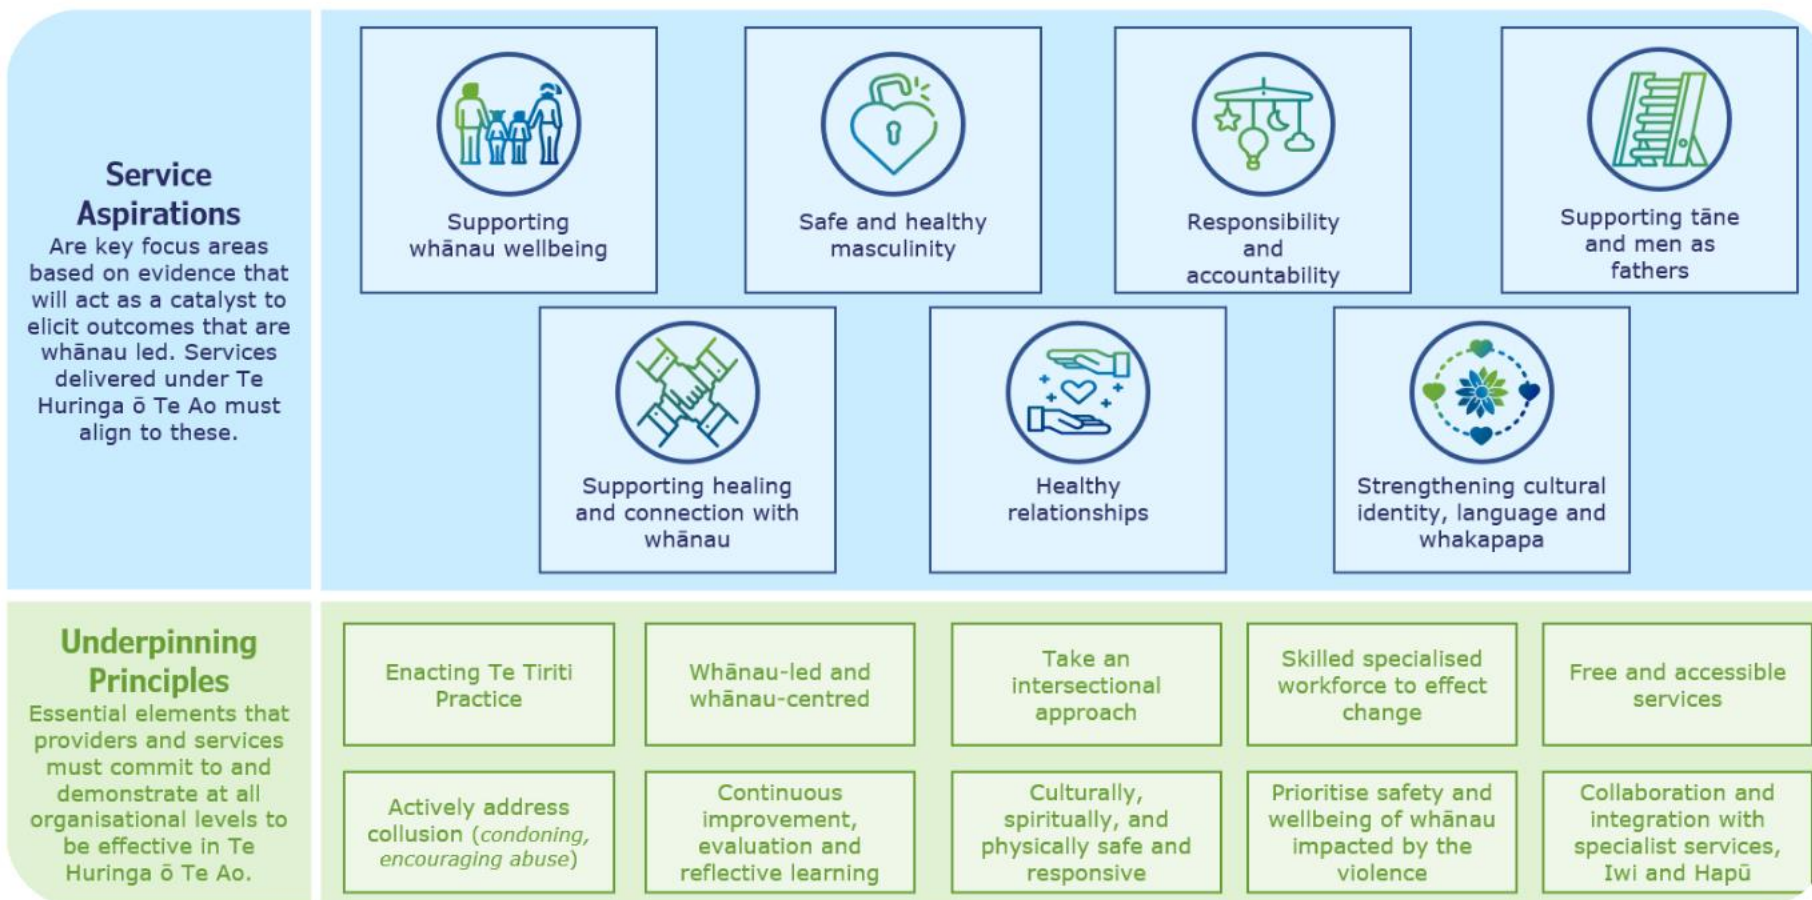 Service
Aspirations
Are key focus areas
based on evidence that
will act as a catalyst to
elicit outcomes that are
whānau led. Services
delivered under Te
Huringa ō Te Ao must
align to these.
Supporting
whānau wellbeing
Safe and healthy
masculinity
Responsibility
and
accountability
Supporting tāne
and men as
fathers
Supporting healing
and connection with
whānau
Healthy
relationships
Strengthening cultural
identity, language and
whakapapa
Underpinning
Principles
Essential elements that
providers and services
must commit to and
demonstrate at all
organisational levels to
be effective in Te
Huringa ō Te Ao.
Enacting Te Tiriti
Practice
Whānau-led and
whānau-centred
Take an
intersectional
approach
Skilled specialised
workforce to effect
change
Free and accessible
services
Actively address
collusion (condoning,
encouraging abuse)
Continuous
improvement,
evaluation and
reflective learning
Culturally,
spiritually, and
physically safe and
responsive
Prioritise safety and
wellbeing of whānau
impacted by the
violence
Collaboration and
integration with
specialist services,
Iwi and Hapū